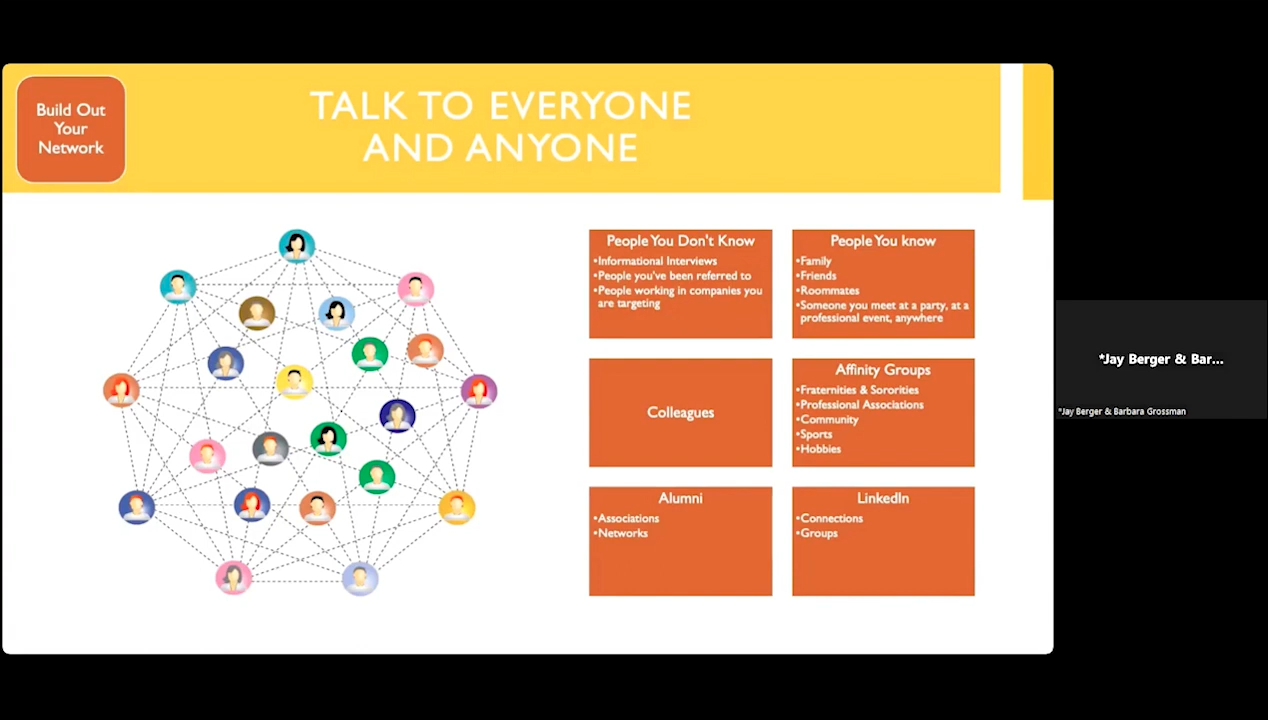 Build Out
Your
Network
TALK TO EVERYONE
AND ANYONE
People You Don't Know
•Informational Interviews
•People you've been referred to
•People working in companies you
are targeting
People You know
•Family
•Friends
•Roommates
•Someone you meet at a party, at a
professional event, anywhere
Colleagues
Affinity Groups
•Fraternities & Sororities
•Professional Associations
•Community
•Sports
•Hobbies
Alumni
•Associations
•Networks
LinkedIn
•Connections
•Groups
*Jay Berger & Bar...
*Jay Berger & Barbara Grossman